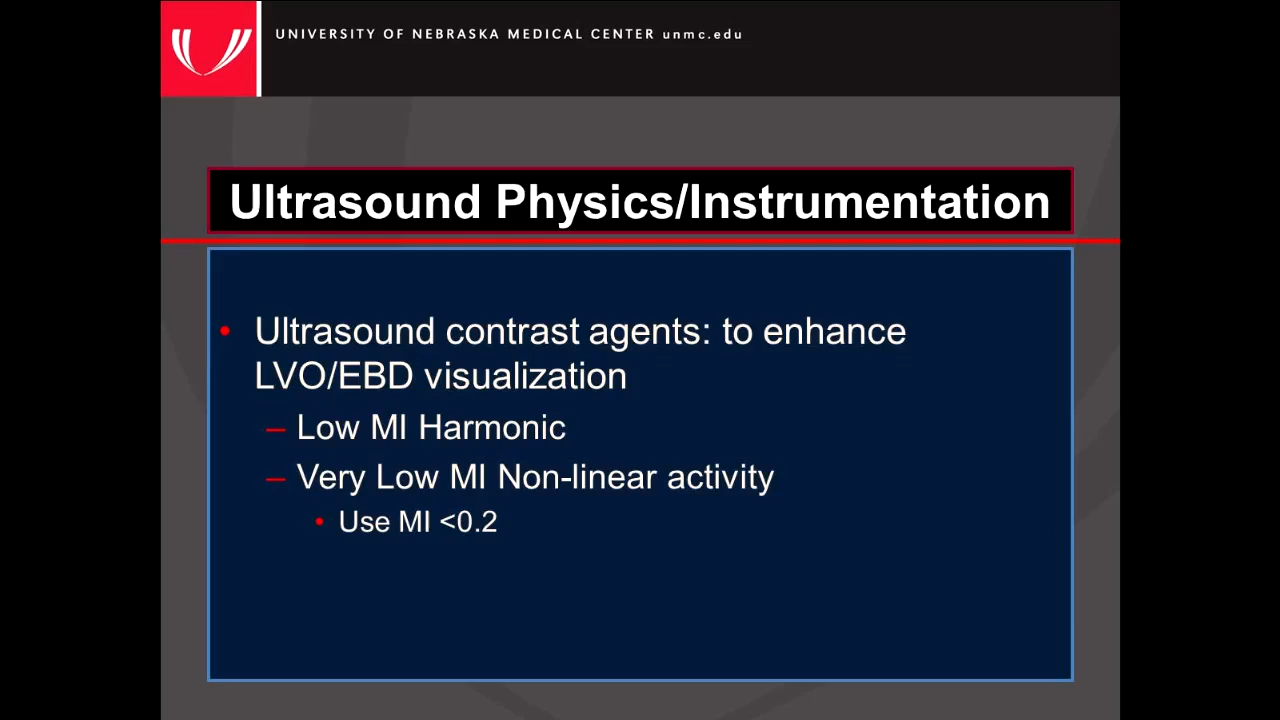 UNIVERSITY OF NEBRASKA MEDICAL CENTER unmc.edu
Ultrasound Physics/Instrumentation
• Ultrasound contrast agents: to enhance
LVO/EBD visualization
– Low MI Harmonic
– Very Low MI Non-linear activity
• Use MI <0.2